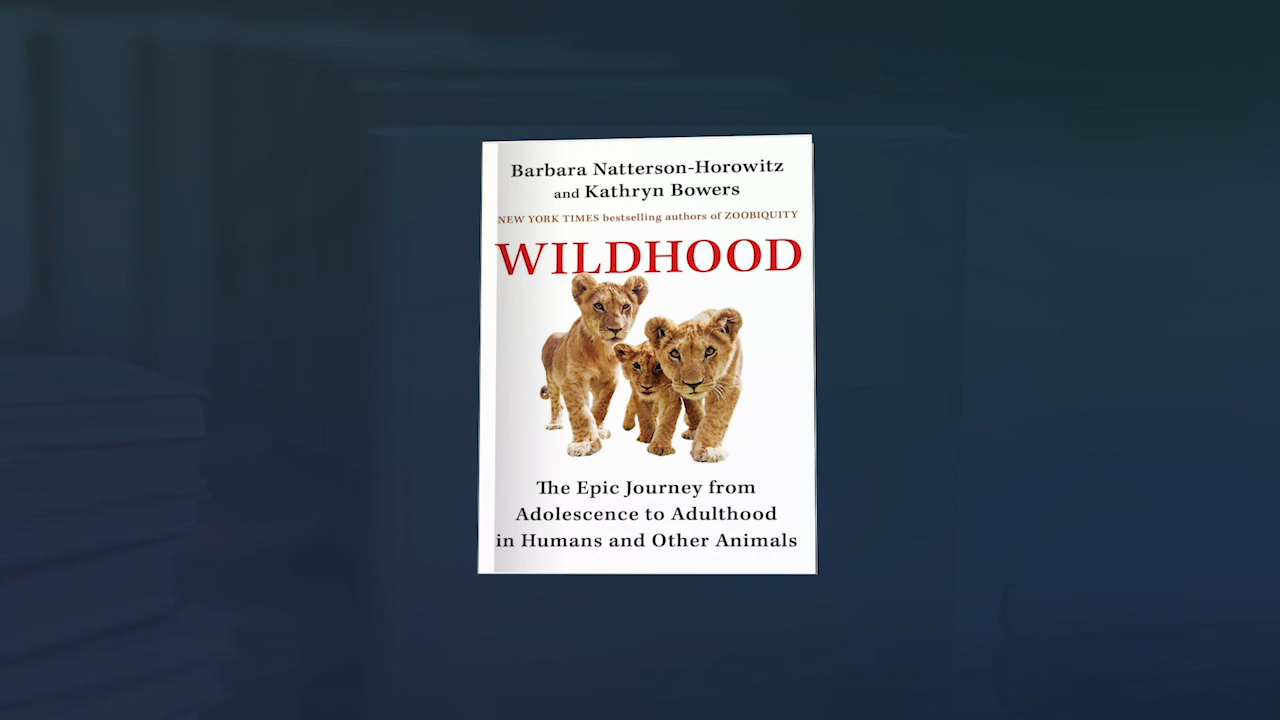 Barbara Natterson-Horowitz
and Kathryn Bowers
NEW YORK TIMES bestselling authors of ZOOBIQUITY
WILDHOOD
The Epic Journey from
Adolescence to Adulthood
in Humans and Other Animals